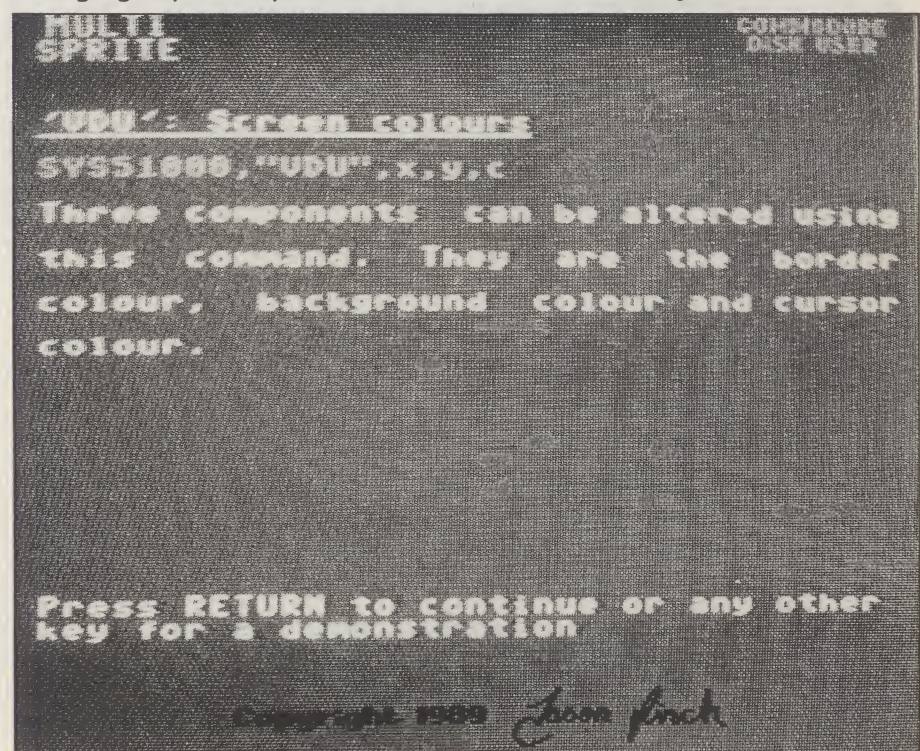 MULTI
SPRITE
COMMODORE
DISK USER
'VDU': Screen colours
SYS51000,"VDU",x,y,c
Three components can be altered using
this command. They are the border
colour, background colour and cursor
colour.
Press RETURN to continue or any other
key for a demonstration
Copyright 1989 Jason Finch